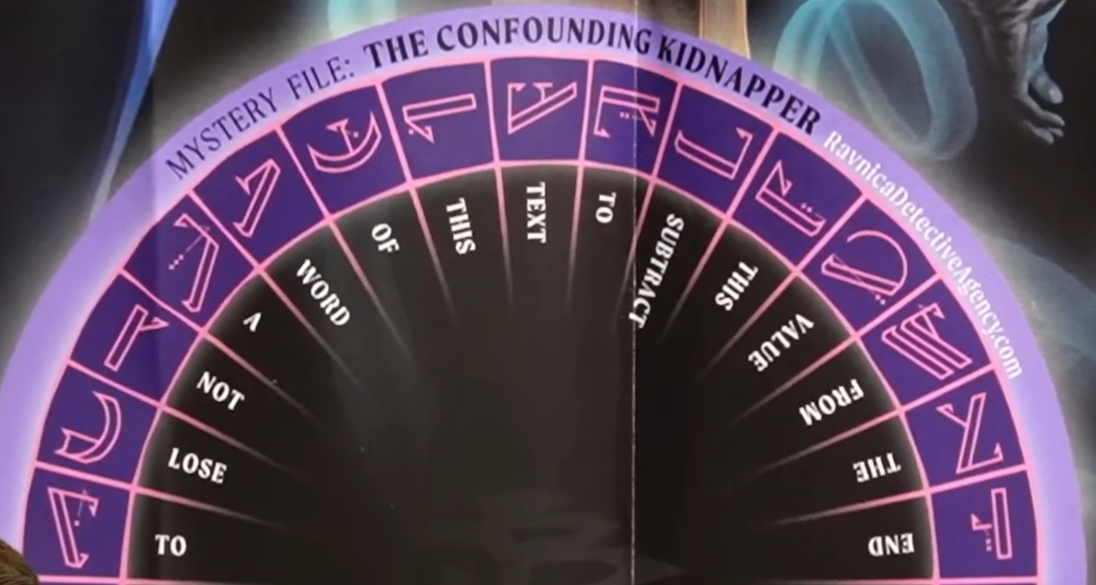 MYSTERY FILE: THE CONFOUNDING KIDNAPPER RavnicaDetectiveAgency.com
TO
LOSE
NOT
A
WORD
OF
THIS
TEXT
TO
SUBTRACT
THIS
VALUE
FROM
THE
END